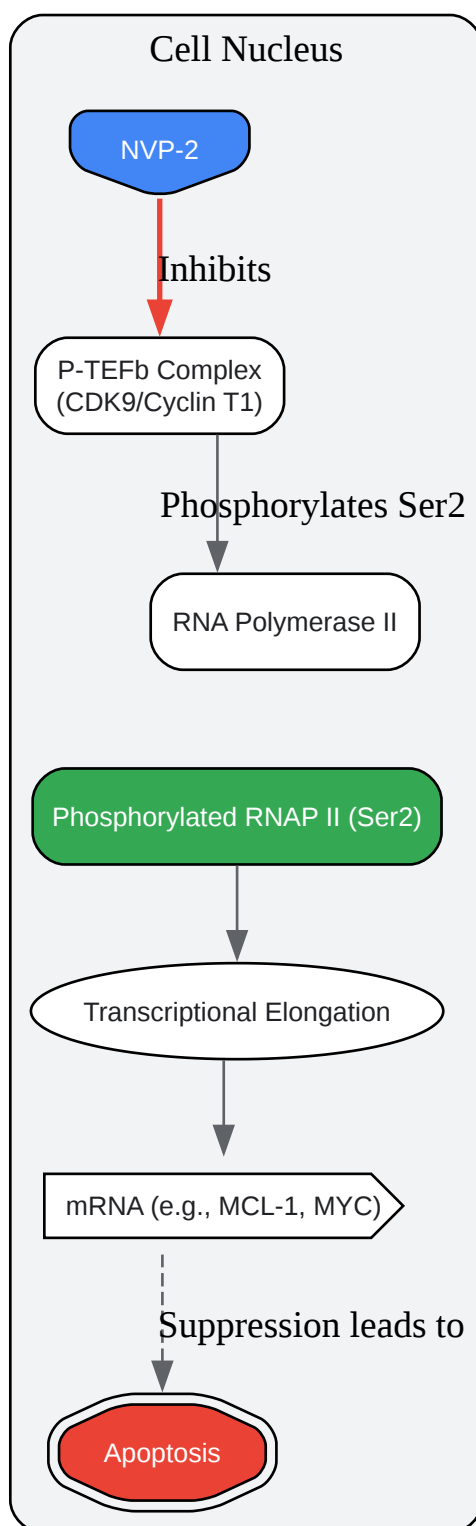 Cell Nucleus
NVP-2
Inhibits
P-TEFb Complex
(CDK9/Cyclin T1)
Phosphorylates Ser2
RNA Polymerase II
Phosphorylated RNAP II (Ser2)
Transcriptional Elongation
mRNA (e.g., MCL-1, MYC)
Suppression leads to
Apoptosis